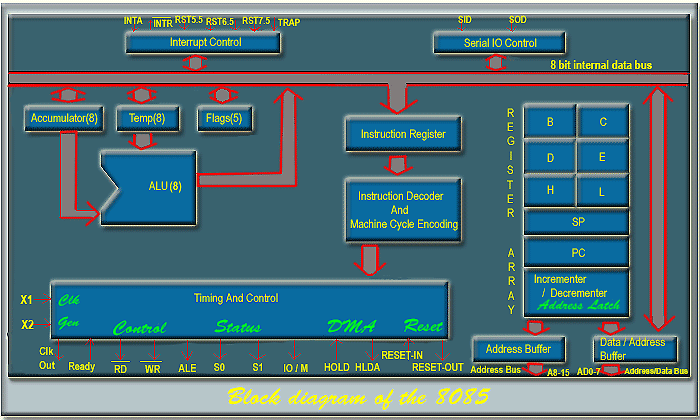 INTA INTR RST5.5 RST6.5 RST7.5 TRAP
SID SOD
Interrupt Control
Serial IO Control
8 bit internal data bus
Accumulator(8)
Temp(8)
Flags(5)
Instruction Register
ALU(8)
Instruction Decoder
And
Machine Cycle Encoding
REGISTER ARRAY
B C
D E
H L
SP
PC
Incrementer
/ Decrementer
Address Latch
X1
X2
Timing And Control
Clk
Gen
Control Status DMA Reset
Clk
Out
Ready
RD
WR
ALE
S0
S1
IO / M
HOLD
HLDA
RESET-IN
RESET-OUT
Address Buffer
Data / Address
Buffer
Address Bus
A8-15
AD0-7
Address/Data Bus
Block diagram of the 8085